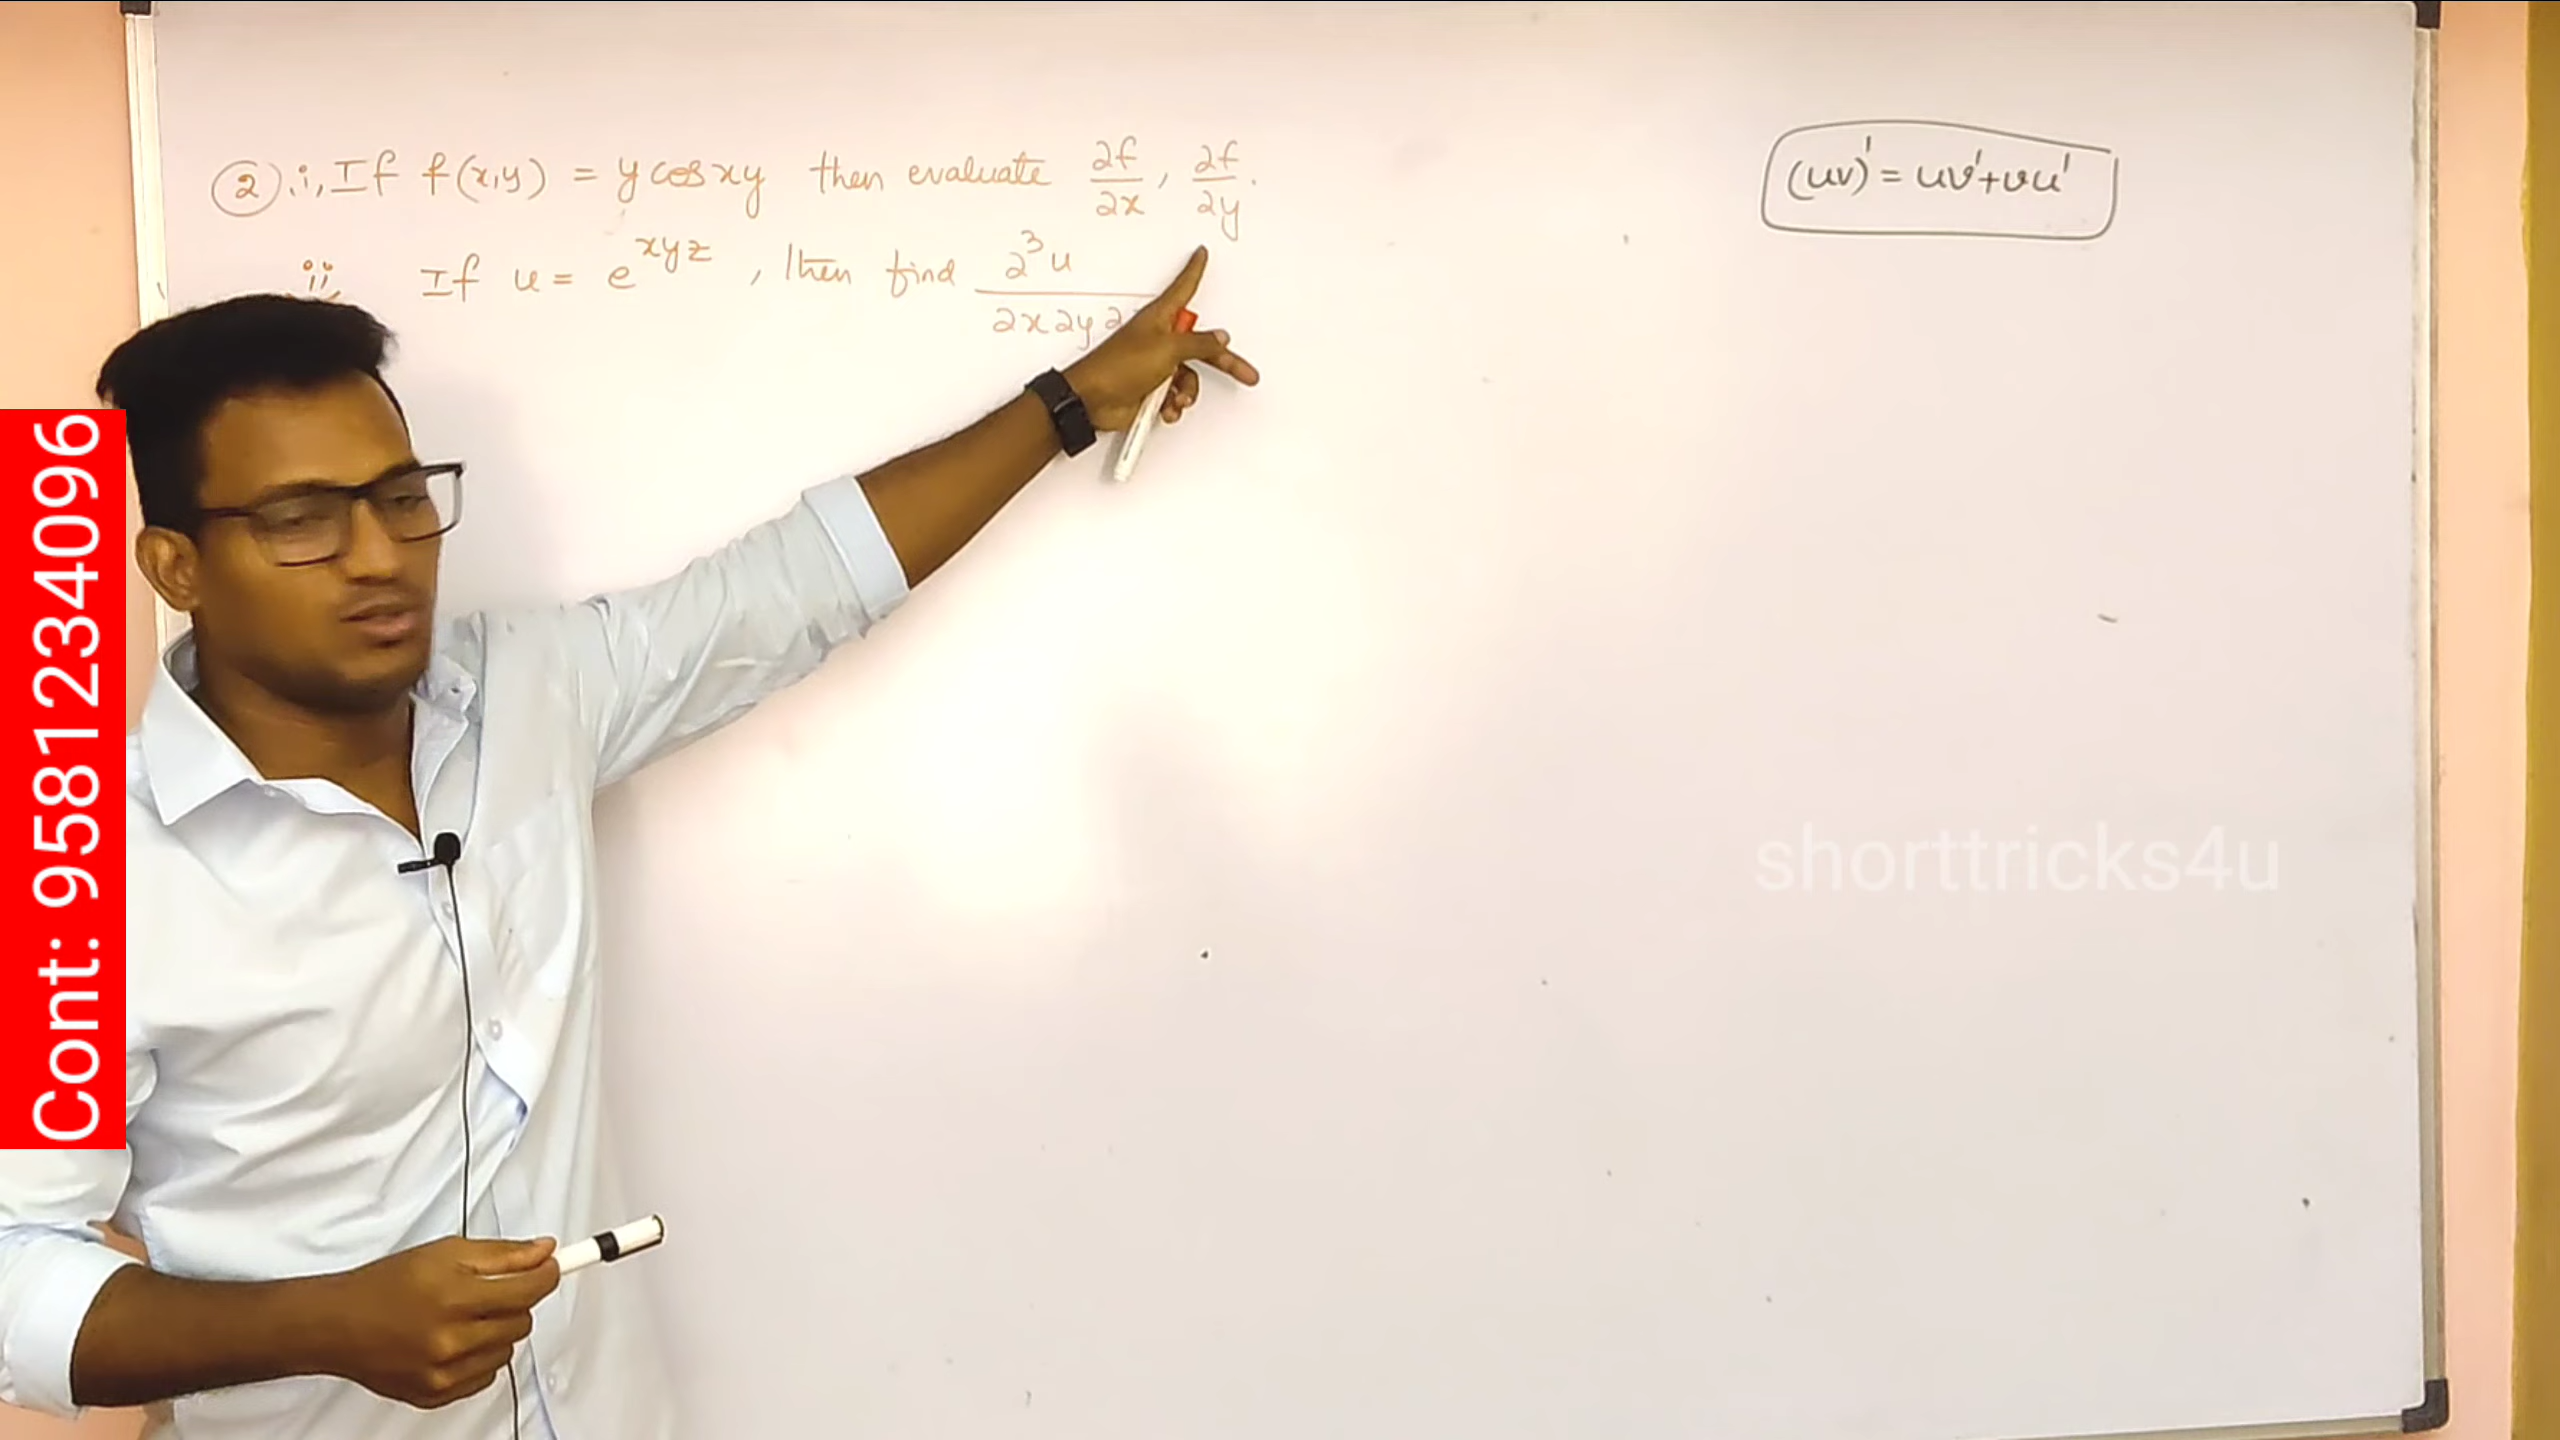 ② .i, If f(x,y) = y cos xy then evaluate ∂f/∂x, ∂f/∂y.
ii If u = e^xyz, then find ∂³u/∂x∂y∂
(uv)' = uv'+vu'
Cont: 9581234096
shorttricks4u